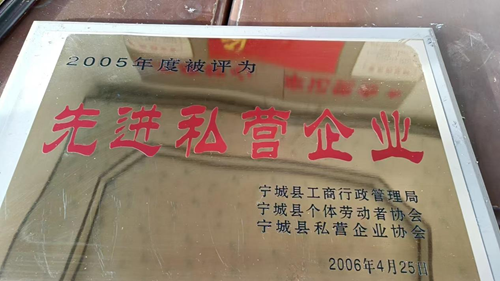 2005年度被评为
先进私营企业
宁城县工商行政管理局
宁城县个体劳动者协会
宁城县私营企业协会
2006年4月25日